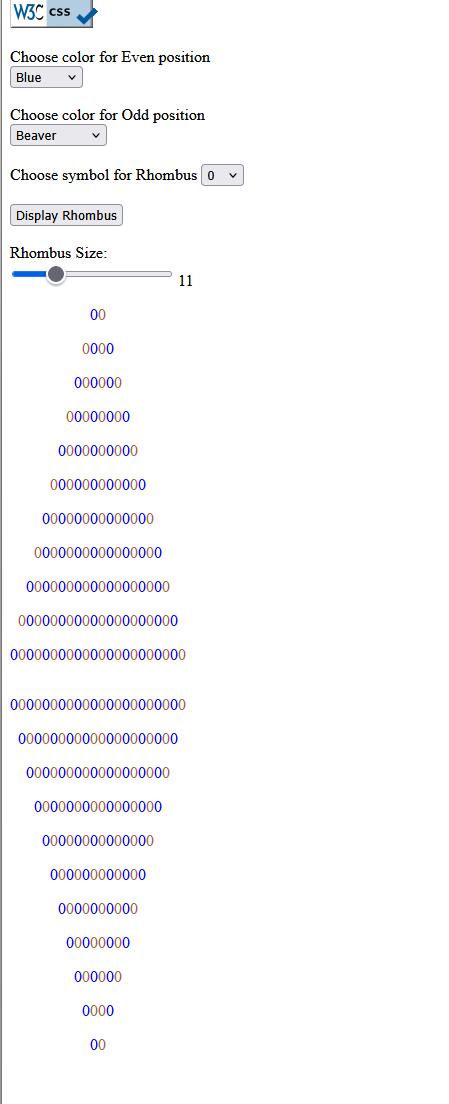 W3C css
Choose color for Even position
Blue
Choose color for Odd position
Beaver
Choose symbol for Rhombus 0
Display Rhombus
Rhombus Size:
11
00
0000
000000
00000000
0000000000
000000000000
00000000000000
0000000000000000
000000000000000000
00000000000000000000
0000000000000000000000
0000000000000000000000
00000000000000000000
000000000000000000
0000000000000000
00000000000000
000000000000
0000000000
00000000
000000
0000
00